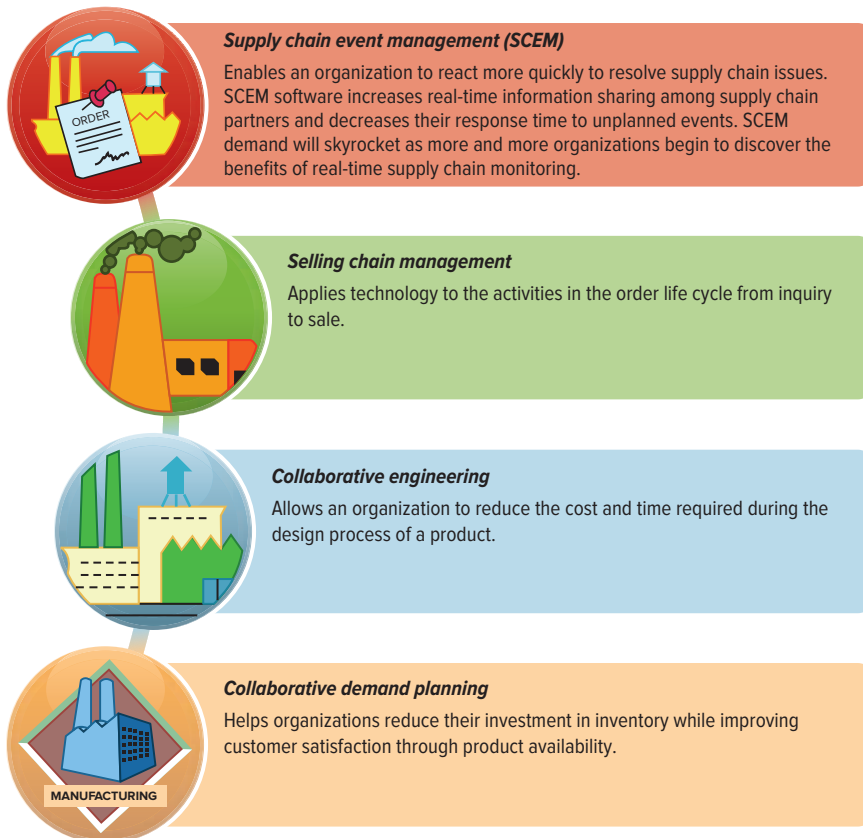 Supply chain event management (SCEM)
Enables an organization to react more quickly to resolve supply chain issues.
SCEM software increases real-time information sharing among supply chain
partners and decreases their response time to unplanned events. SCEM
demand will skyrocket as more and more organizations begin to discover the
benefits of real-time supply chain monitoring.
ORDER
Selling chain management
Applies technology to the activities in the order life cycle from inquiry
to sale.
Collaborative engineering
Allows an organization to reduce the cost and time required during the
design process of a product.
Collaborative demand planning
Helps organizations reduce their investment in inventory while improving
customer satisfaction through product availability.
MANUFACTURING